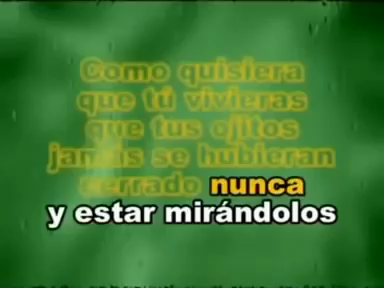 Como quisiera
que tú vivieras
que tus ojitos
jamás se hubieran
cerrado nunca
y estar mirándolos